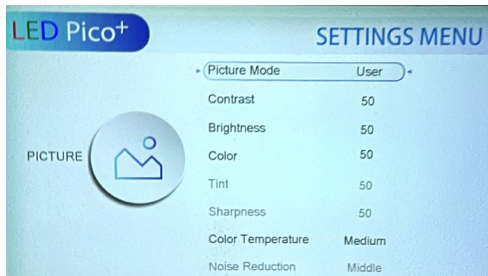 LED Pico+
SETTINGS MENU
Picture Mode User
Contrast 50
Brightness 50
PICTURE
Color 50
Tint 50
Sharpness 50
Color Temperature Medium
Noise Reduction Middle